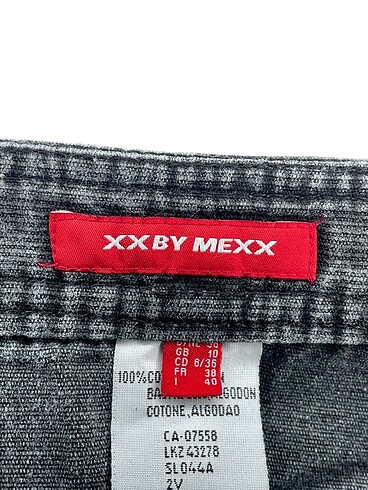 XX BY MEXX
GB 10
CD 8/36
FR 38
I 40
100%
COTONE,ALGODAO
CA-07558
LKZ43278
SL044A
2V